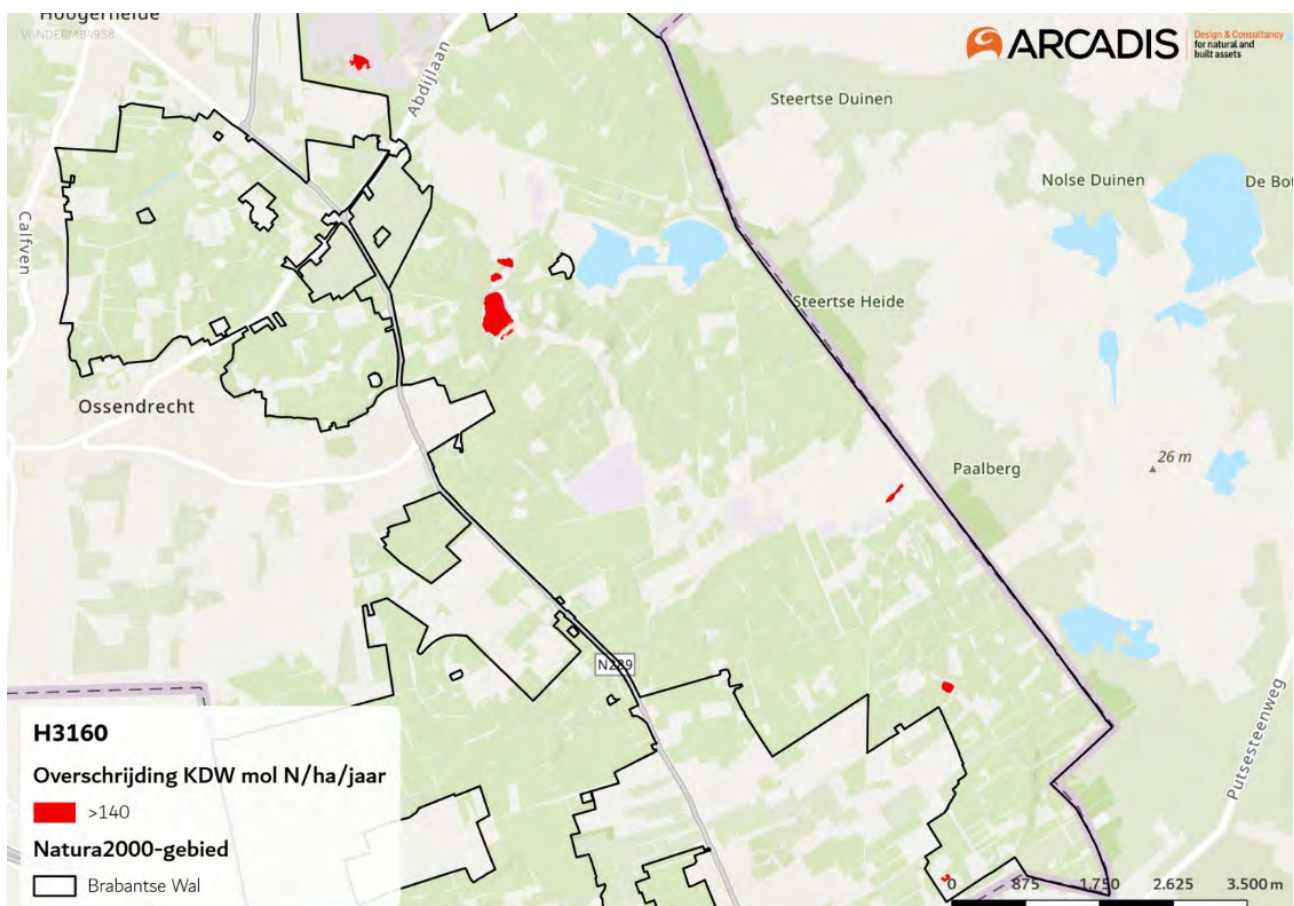 Hoogerheide
WINDERMB4958
Abdijlaan
ARCADIS
Design & Consultancy
for natural and
built assets
Steertse Duinen
Nolse Duinen
De Bot
Calfven
Steertse Heide
Ossendrecht
Paalberg
26 m
N289
Putsesteenweg
H3160
Overschrijding KDW mol N/ha/jaar
>140
Natura2000-gebied
Brabantse Wal
0 875 1.750 2.625 3.500 m